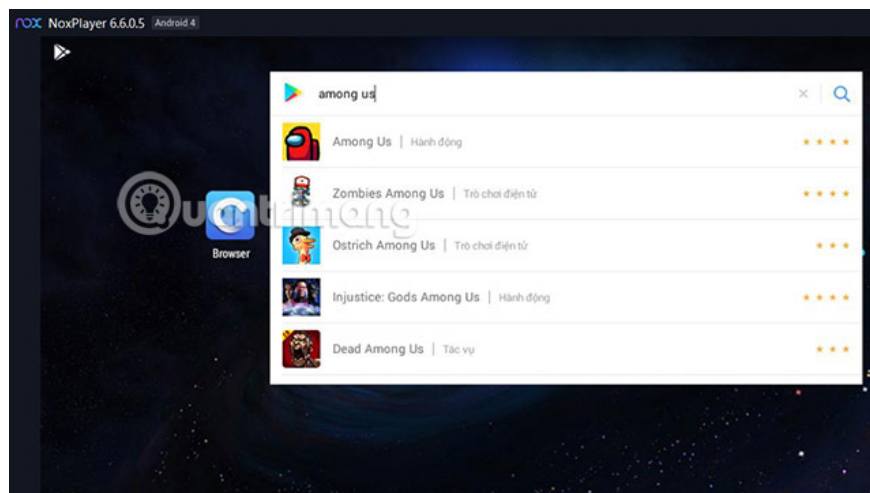 nox NoxPlayer 6.6.0.5 Android 4
among us
Among Us | Hành động
Zombies Among Us | Trò chơi điện tử
Quantrimang
Browser
Ostrich Among Us | Trò chơi điện tử
Injustice: Gods Among Us | Hành động
Dead Among Us | Tác vụ